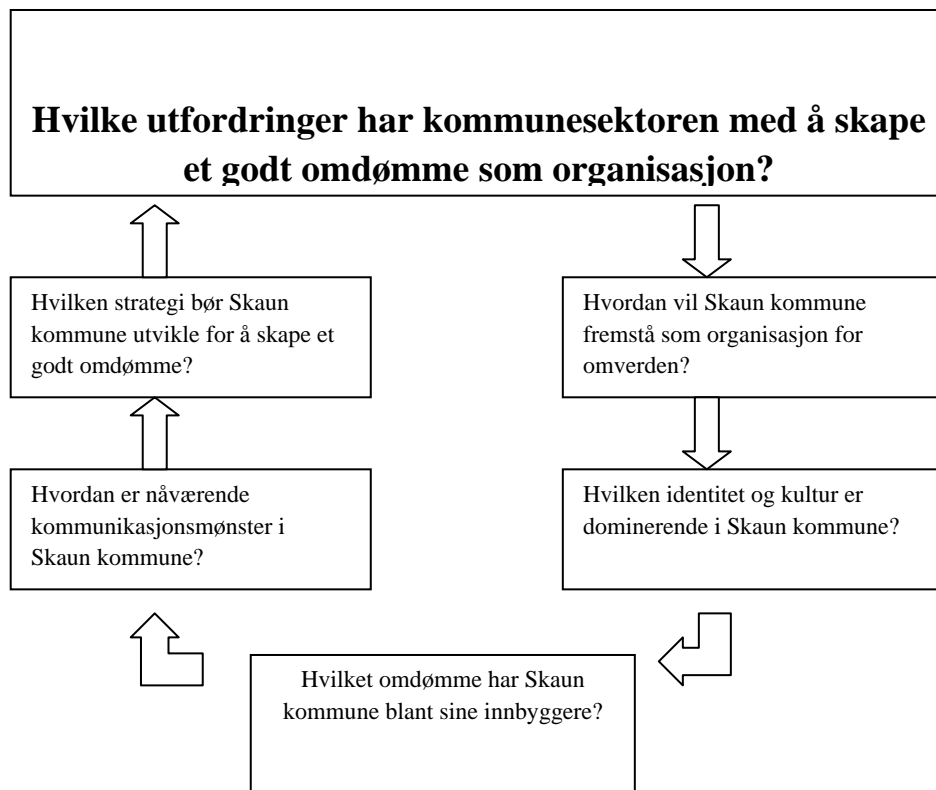 Hvilke utfordringer har kommunesektoren med å skape
et godt omdømme som organisasjon?
Hvilken strategi bør Skaun
kommune utvikle for å skape et
godt omdømme?
Hvordan vil Skaun kommune
fremstå som organisasjon for
omverden?
Hvordan er nåværende
kommunikasjonsmønster i
Skaun kommune?
Hvilken identitet og kultur er
dominerende i Skaun kommune?
Hvilket omdømme har Skaun
kommune blant sine innbyggere?